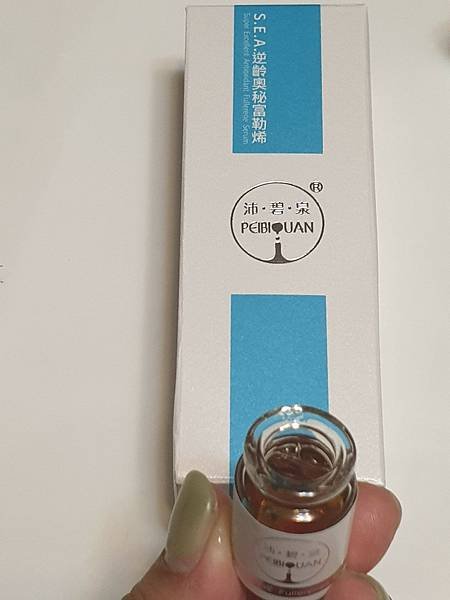 S.E.A.逆齡奧秘富勒烯
Super Excellent Antioxidant Fullerene Serum
®
沛·碧·泉
PEIBIQUAN
沛·碧·泉
PEIBIQUAN